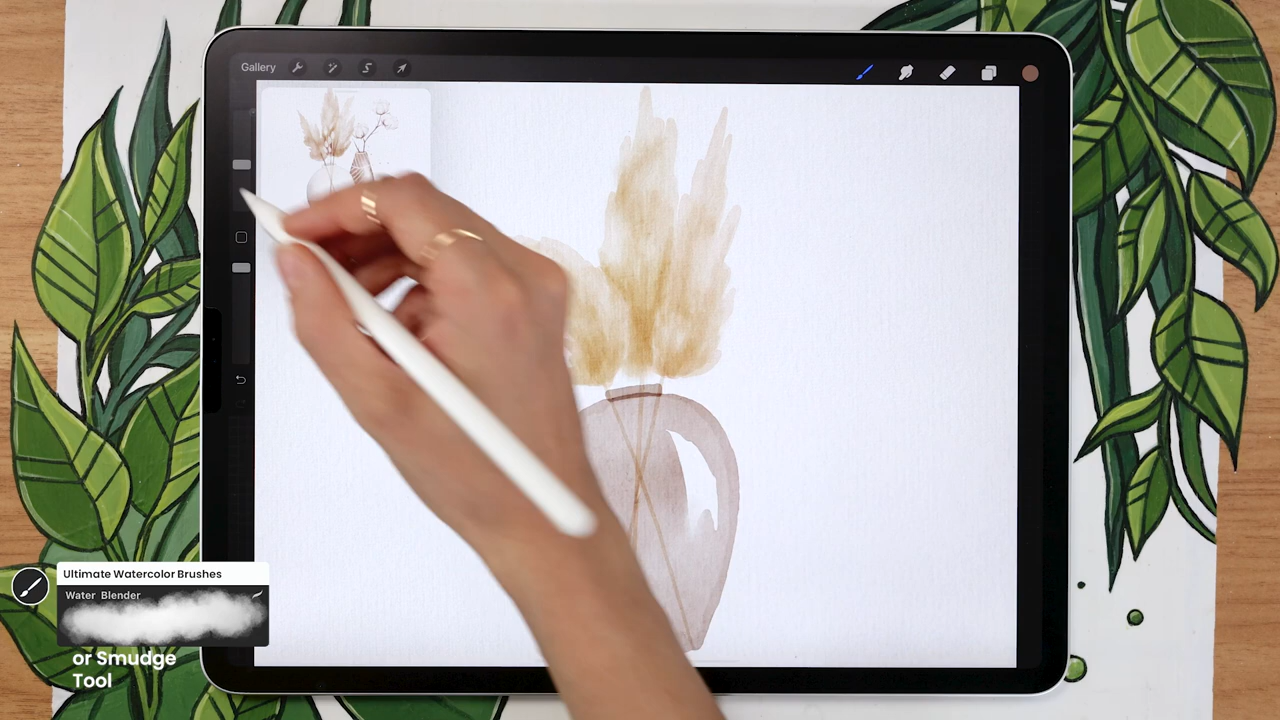 Gallery
Ultimate Watercolor Brushes
Water Blender
or Smudge
Tool